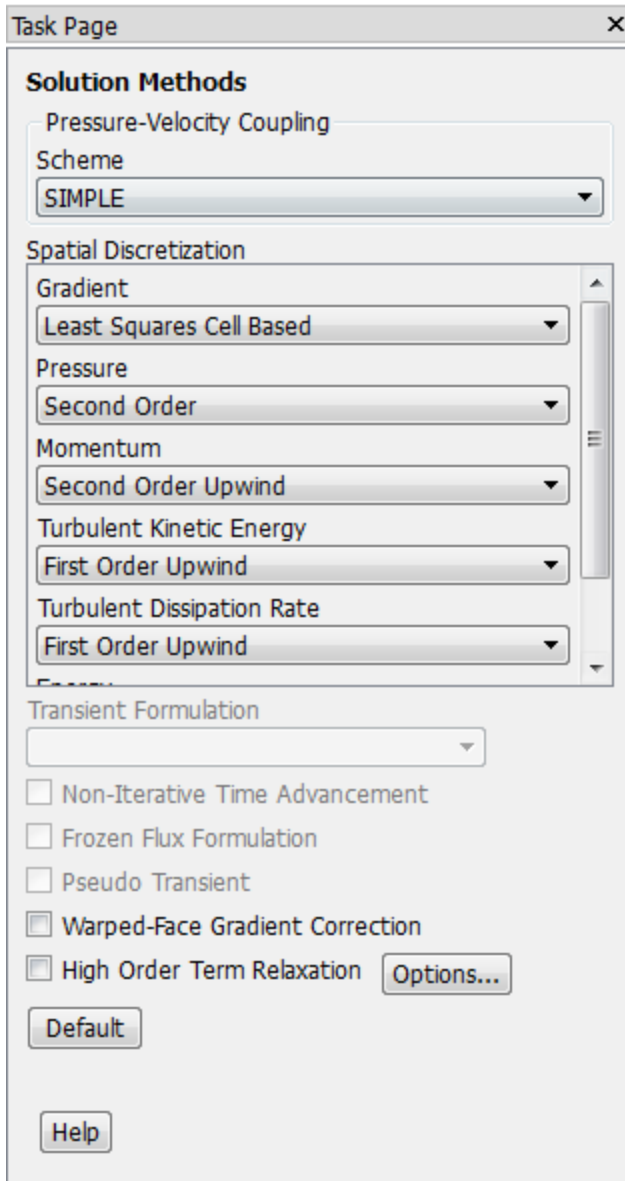 Task Page
Solution Methods
Pressure-Velocity Coupling
Scheme
SIMPLE
Spatial Discretization
Gradient
Least Squares Cell Based
Pressure
Second Order
Momentum
Second Order Upwind
Turbulent Kinetic Energy
First Order Upwind
Turbulent Dissipation Rate
First Order Upwind
Energy
Transient Formulation
Non-Iterative Time Advancement
Frozen Flux Formulation
Pseudo Transient
Warped-Face Gradient Correction
High Order Term Relaxation Options...
Default
Help